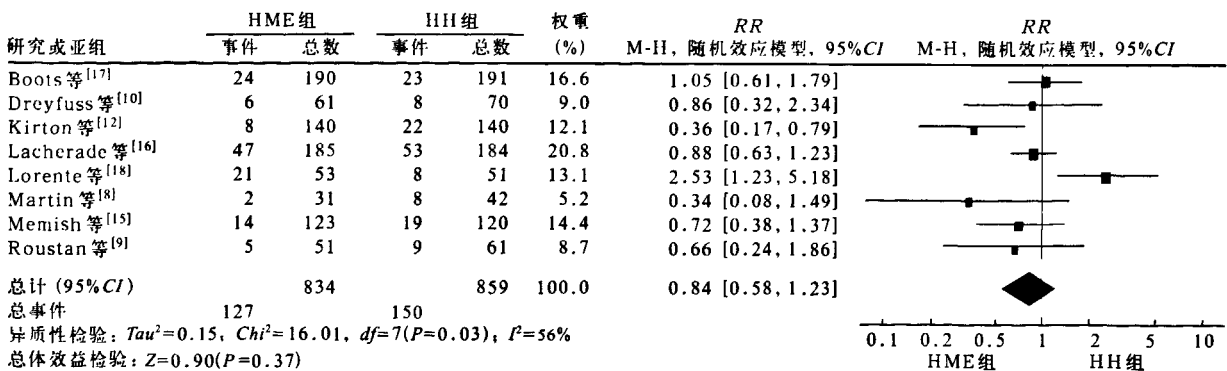 HME组 HH组 权重 RR RR
研究或亚组 事件 总数 事件 总数 (%) M-H, 随机效应模型, 95%CI M-H, 随机效应模型, 95%CI
Boots等[17] 24 190 23 191 16.6 1.05 [0.61, 1.79]
Dreyfuss等[10] 6 61 8 70 9.0 0.86 [0.32, 2.34]
Kirton等[12] 8 140 22 140 12.1 0.36 [0.17, 0.79]
Lacherade等[16] 47 185 53 184 20.8 0.88 [0.63, 1.23]
Lorente等[18] 21 53 8 51 13.1 2.53 [1.23, 5.18]
Martin等[8] 2 31 8 42 5.2 0.34 [0.08, 1.49]
Memish等[15] 14 123 19 120 14.4 0.72 [0.38, 1.37]
Roustan等[9] 5 51 9 61 8.7 0.66 [0.24, 1.86]
总计 (95%CI) 834 859 100.0 0.84 [0.58, 1.23]
总事件 127 150
异质性检验: Tau²=0.15, Chi²=16.01, df=7(P=0.03); I²=56%
总体效益检验: Z=0.90(P=0.37)
0.1 0.2 0.5 1 2 5 10
HME组 HH组